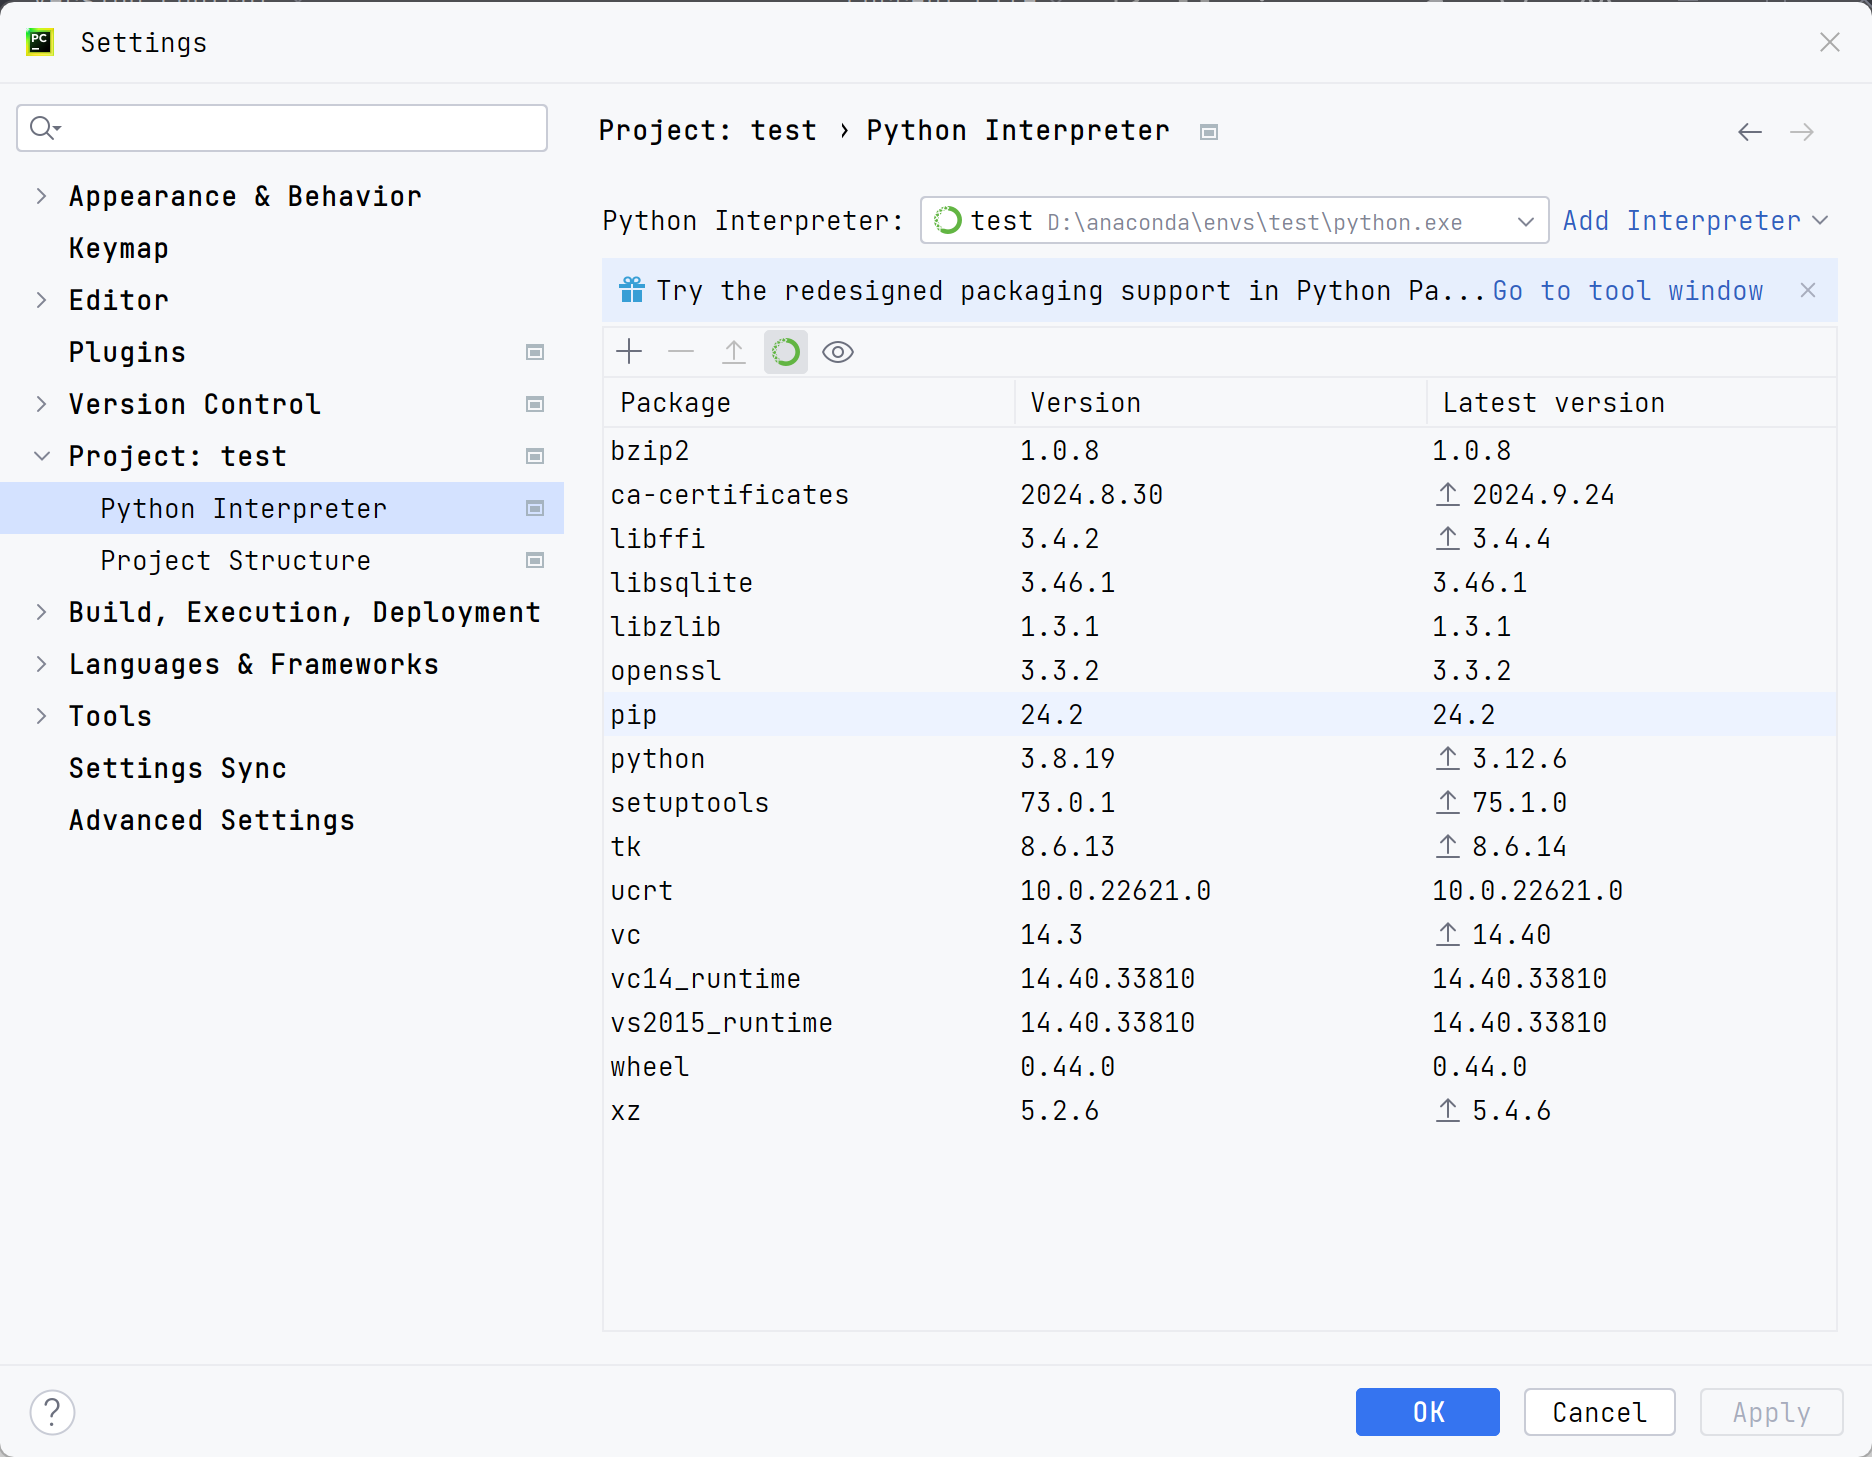 PC
Settings
Appearance & Behavior
Keymap
Editor
Plugins
Version Control
Project: test
Python Interpreter
Project Structure
Build, Execution, Deployment
Languages & Frameworks
Tools
Settings Sync
Advanced Settings
Project: test › Python Interpreter
Python Interpreter: test D:\anaconda\envs\test\python.exe Add Interpreter
Try the redesigned packaging support in Python Pa... Go to tool window
Package Version Latest version
bzip2 1.0.8 1.0.8
ca-certificates 2024.8.30 2024.9.24
libffi 3.4.2 3.4.4
libsqlite 3.46.1 3.46.1
libzlib 1.3.1 1.3.1
openssl 3.3.2 3.3.2
pip 24.2 24.2
python 3.8.19 3.12.6
setuptools 73.0.1 75.1.0
tk 8.6.13 8.6.14
ucrt 10.0.22621.0 10.0.22621.0
vc 14.3 14.40
vc14_runtime 14.40.33810 14.40.33810
vs2015_runtime 14.40.33810 14.40.33810
wheel 0.44.0 0.44.0
xz 5.2.6 5.4.6
? OK Cancel Apply